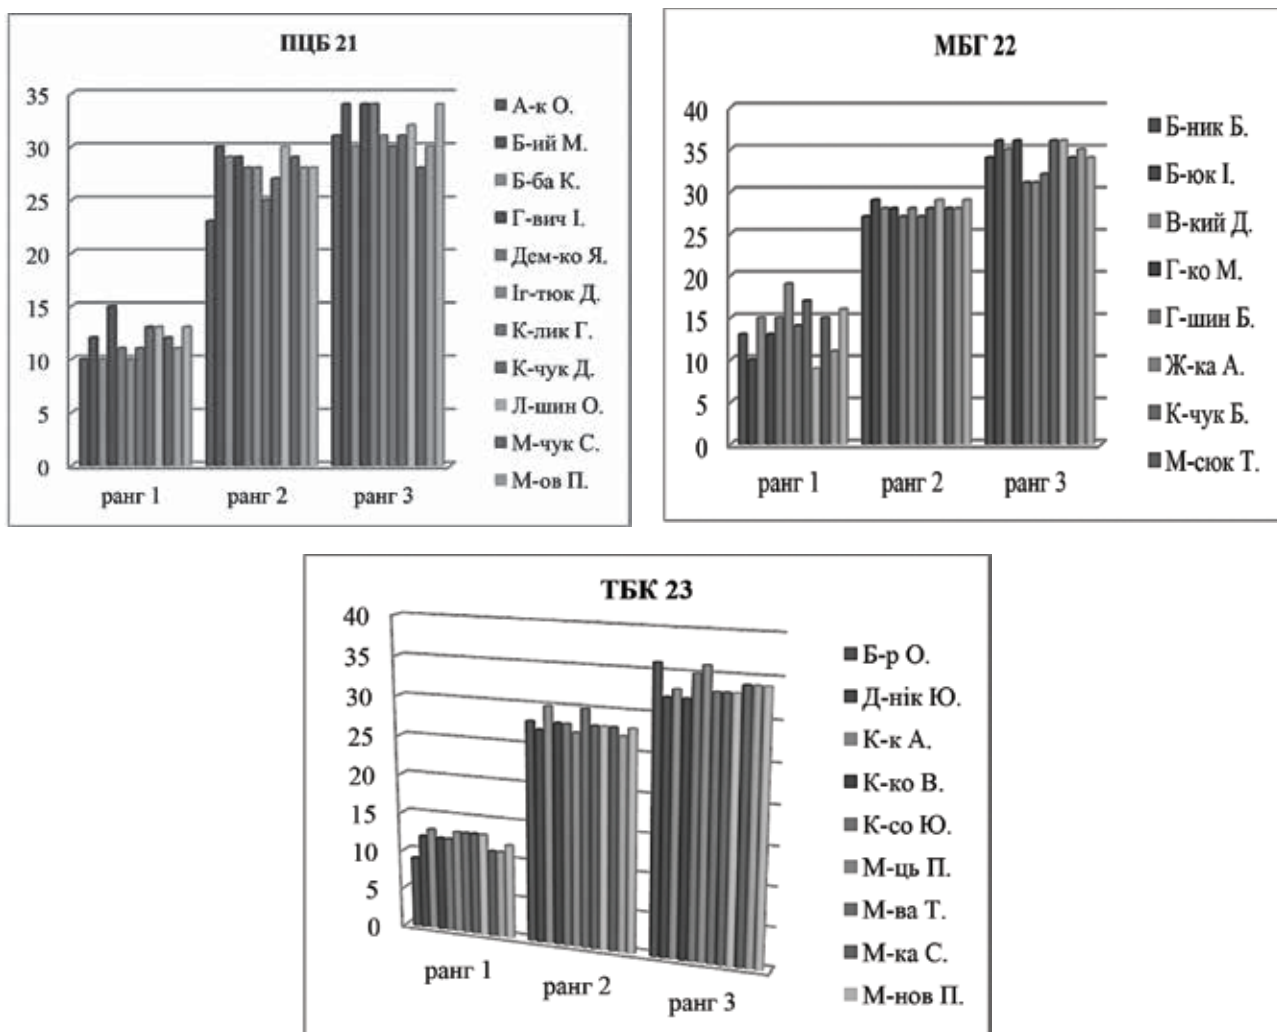 ПЦБ 21
35
30
25
20
15
10
5
0
ранг 1 ранг 2 ранг 3
А-к О.
Б-ий М.
Б-ба К.
Г-вич І.
Дем-ко Я.
Іг-тюк Д.
К-лик Г.
К-чук Д.
Л-шин О.
М-чук С.
М-ов П.
МБГ 22
40
35
30
25
20
15
10
5
0
ранг 1 ранг 2 ранг 3
Б-ник Б.
Б-юк І.
В-кий Д.
Г-ко М.
Г-шин Б.
Ж-ка А.
К-чук Б.
М-сюк Т.
ТБК 23
40
35
30
25
20
15
10
5
0
ранг 1 ранг 2 ранг 3
Б-р О.
Д-нік Ю.
К-к А.
К-ко В.
К-со Ю.
М-ць П.
М-ва Т.
М-ка С.
М-нов П.